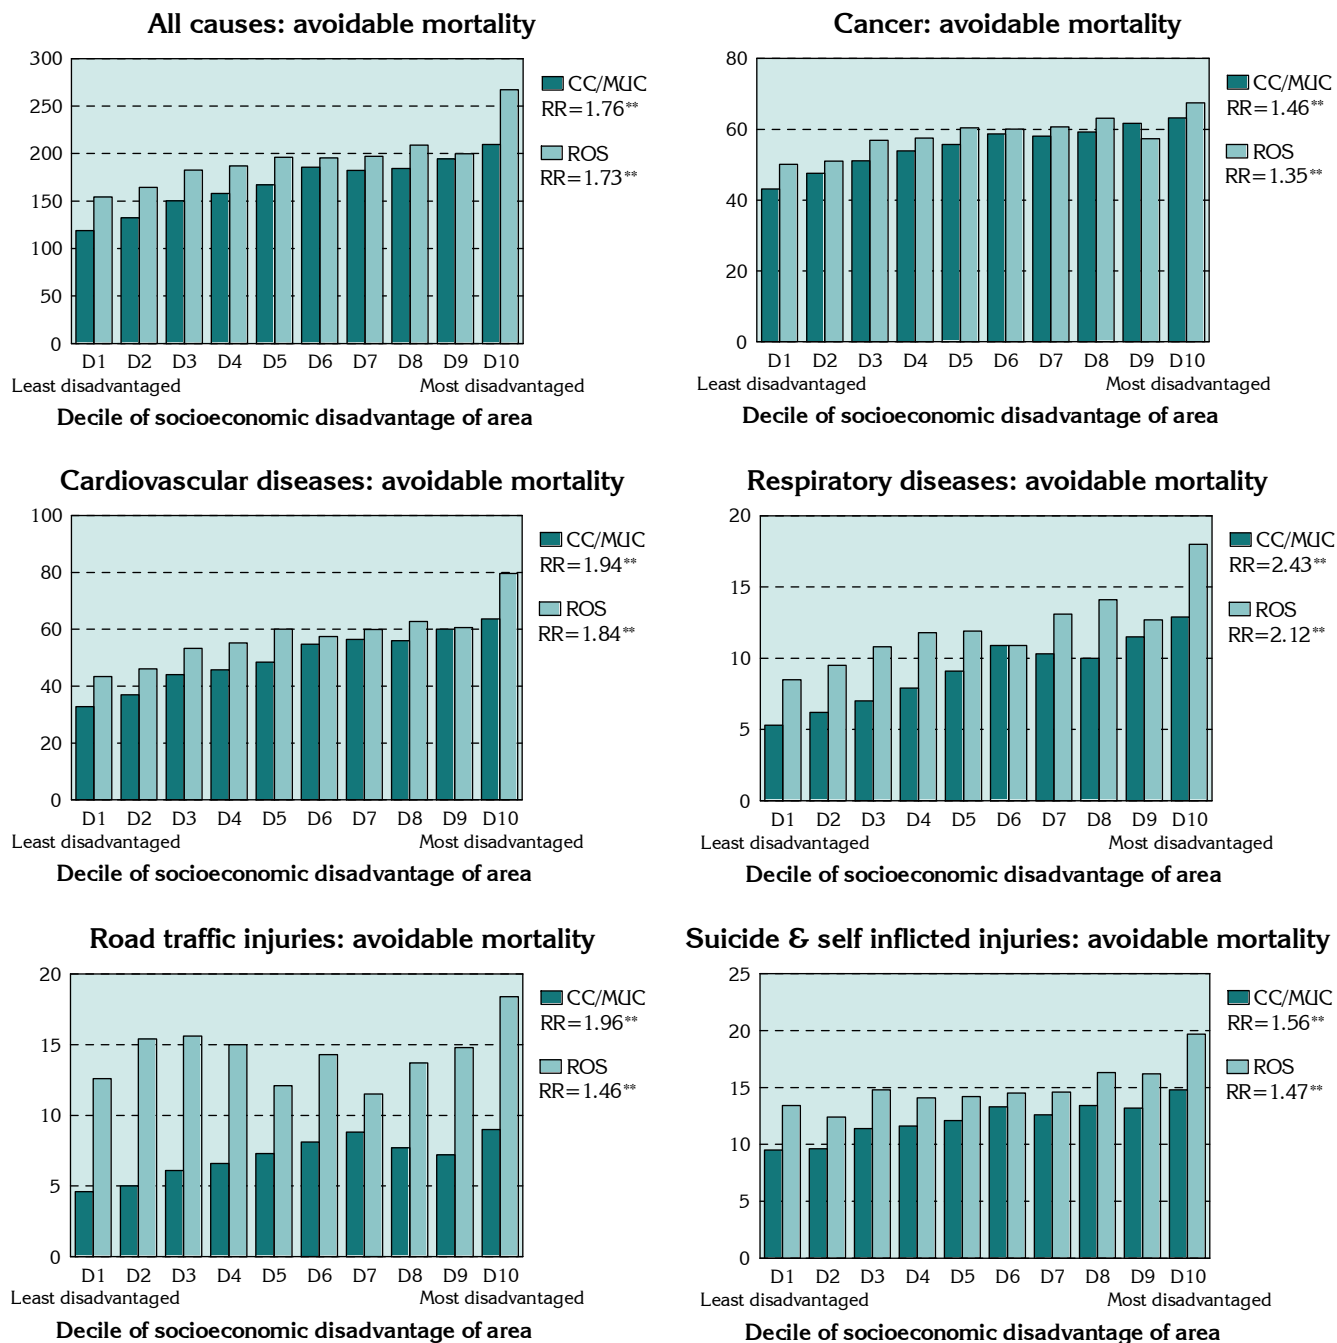 All causes: avoidable mortality
300
250
200
150
100
50
0
D1 D2 D3 D4 D5 D6 D7 D8 D9 D10
Least disadvantaged Most disadvantaged
Decile of socioeconomic disadvantage of area
CC/MUC
RR=1.76**
ROS
RR=1.73**
Cancer: avoidable mortality
80
60
40
20
0
D1 D2 D3 D4 D5 D6 D7 D8 D9 D10
Least disadvantaged Most disadvantaged
Decile of socioeconomic disadvantage of area
CC/MUC
RR=1.46**
ROS
RR=1.35**
Cardiovascular diseases: avoidable mortality
100
80
60
40
20
0
D1 D2 D3 D4 D5 D6 D7 D8 D9 D10
Least disadvantaged Most disadvantaged
Decile of socioeconomic disadvantage of area
CC/MUC
RR=1.94**
ROS
RR=1.84**
Respiratory diseases: avoidable mortality
20
15
10
5
0
D1 D2 D3 D4 D5 D6 D7 D8 D9 D10
Least disadvantaged Most disadvantaged
Decile of socioeconomic disadvantage of area
CC/MUC
RR=2.43**
ROS
RR=2.12**
Road traffic injuries: avoidable mortality
20
15
10
5
0
D1 D2 D3 D4 D5 D6 D7 D8 D9 D10
Least disadvantaged Most disadvantaged
Decile of socioeconomic disadvantage of area
CC/MUC
RR=1.96**
ROS
RR=1.46**
Suicide & self inflicted injuries: avoidable mortality
25
20
15
10
5
0
D1 D2 D3 D4 D5 D6 D7 D8 D9 D10
Least disadvantaged Most disadvantaged
Decile of socioeconomic disadvantage of area
CC/MUC
RR=1.56**
ROS
RR=1.47**